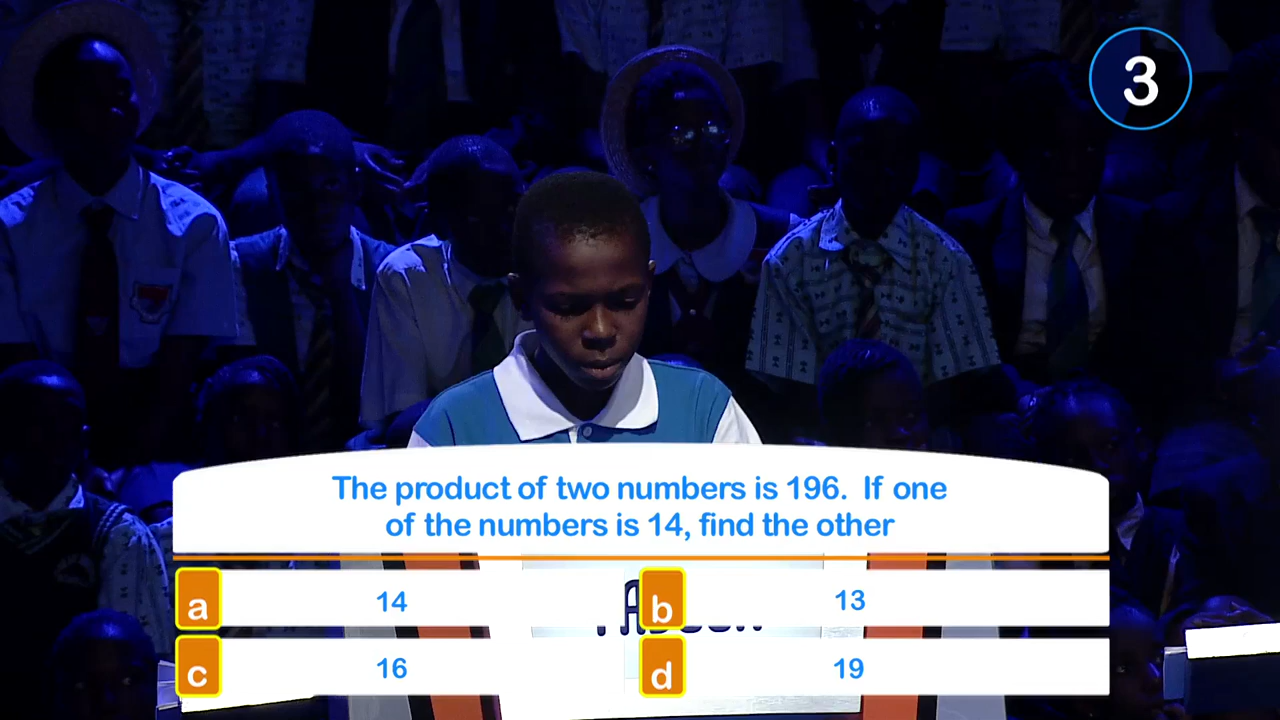 3
The product of two numbers is 196. If one
of the numbers is 14, find the other
a 14
b 13
c 16
d 19